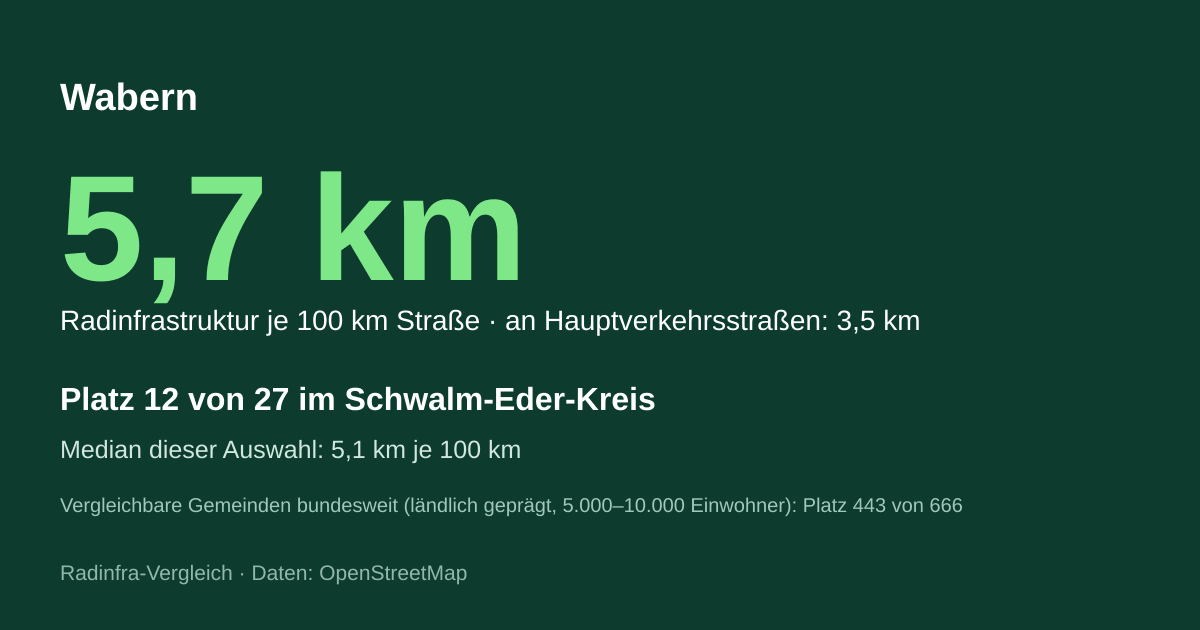 Wabern
5,7 km
Radinfrastruktur je 100 km Straße · an Hauptverkehrsstraßen: 3,5 km
Platz 12 von 27 im Schwalm-Eder-Kreis
Median dieser Auswahl: 5,1 km je 100 km
Vergleichbare Gemeinden bundesweit (ländlich geprägt, 5.000–10.000 Einwohner): Platz 443 von 666
Radinfra-Vergleich · Daten: OpenStreetMap